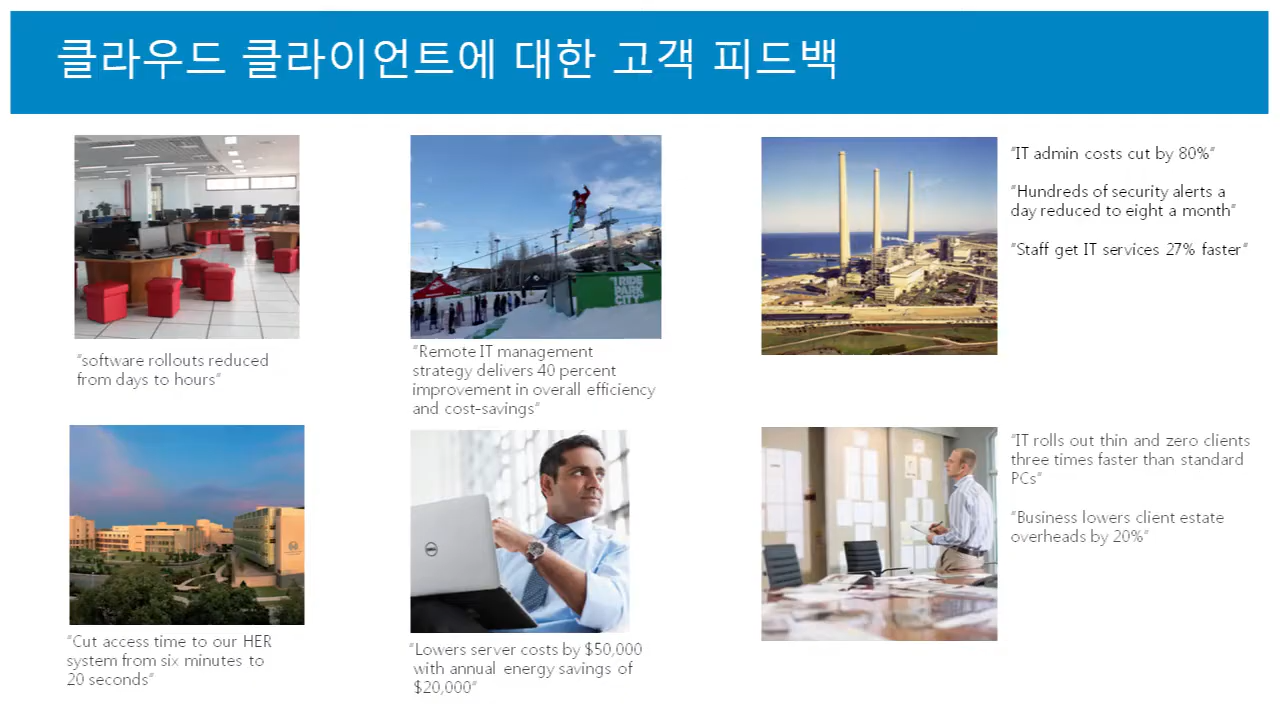 클라우드 클라이언트에 대한 고객 피드백
I RIDE
PARK
CITY
"IT admin costs cut by 80%"
"Hundreds of security alerts a
day reduced to eight a month"
"Staff get IT services 27% faster"
"software rollouts reduced
from days to hours"
"Remote IT management
strategy delivers 40 percent
improvement in overall efficiency
and cost-savings"
DELL
"IT rolls out thin and zero clients
three times faster than standard
PCs"
"Business lowers client estate
overheads by 20%"
"Cut access time to our HER
system from six minutes to
20 seconds"
"Lowers server costs by $50,000
with annual energy savings of
$20,000"